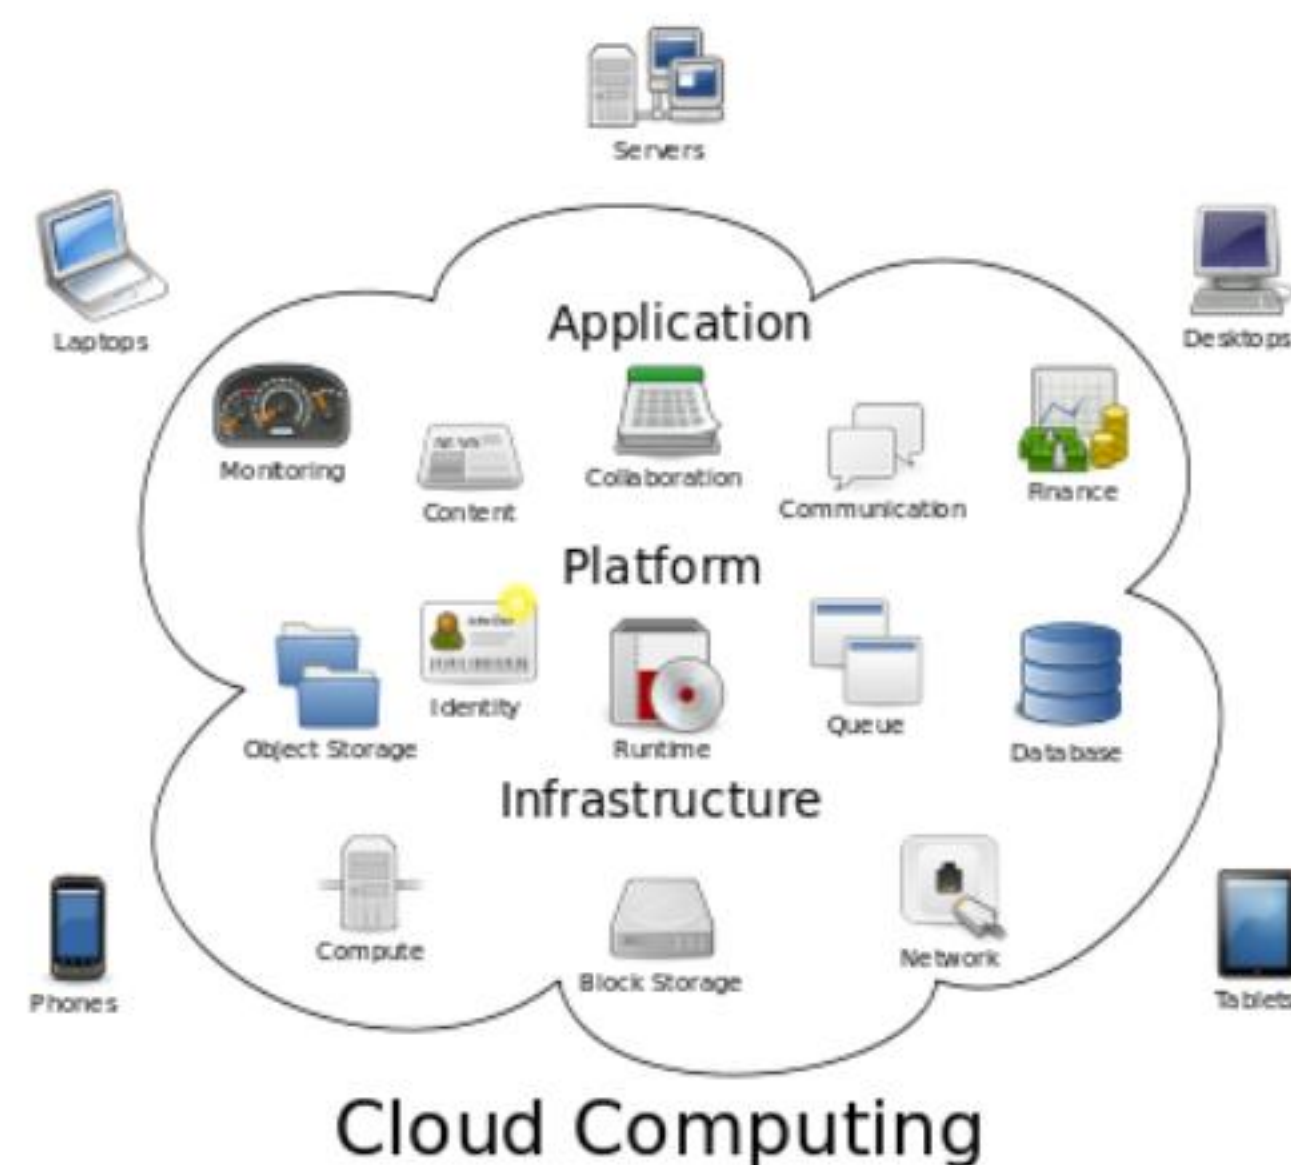 Servers
Laptops
Desktops
Application
Monitoring
Content
Collaboration
Communication
Finance
Platform
Object Storage
Identity
Runtime
Queue
Database
Infrastructure
Compute
Block Storage
Network
Phones
Tablets
Cloud Computing